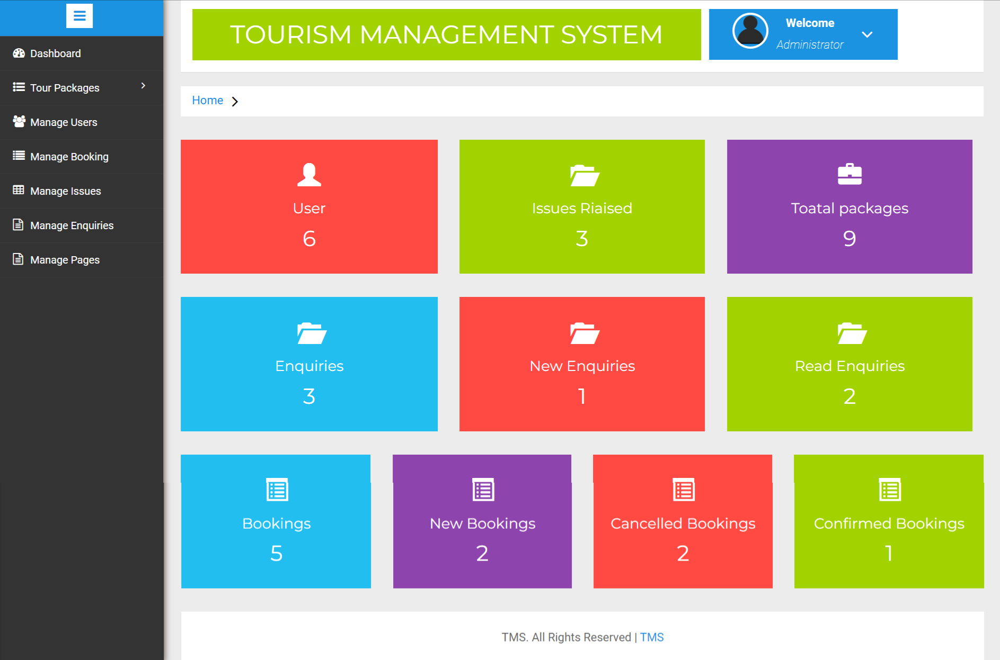 TOURISM MANAGEMENT SYSTEM
Welcome
Administrator
Dashboard
Tour Packages
Manage Users
Manage Booking
Manage Issues
Manage Enquiries
Manage Pages
Home
User
6
Issues Riaised
3
Toatal packages
9
Enquiries
3
New Enquiries
1
Read Enquiries
2
Bookings
5
New Bookings
2
Cancelled Bookings
2
Confirmed Bookings
1
TMS. All Rights Reserved | TMS